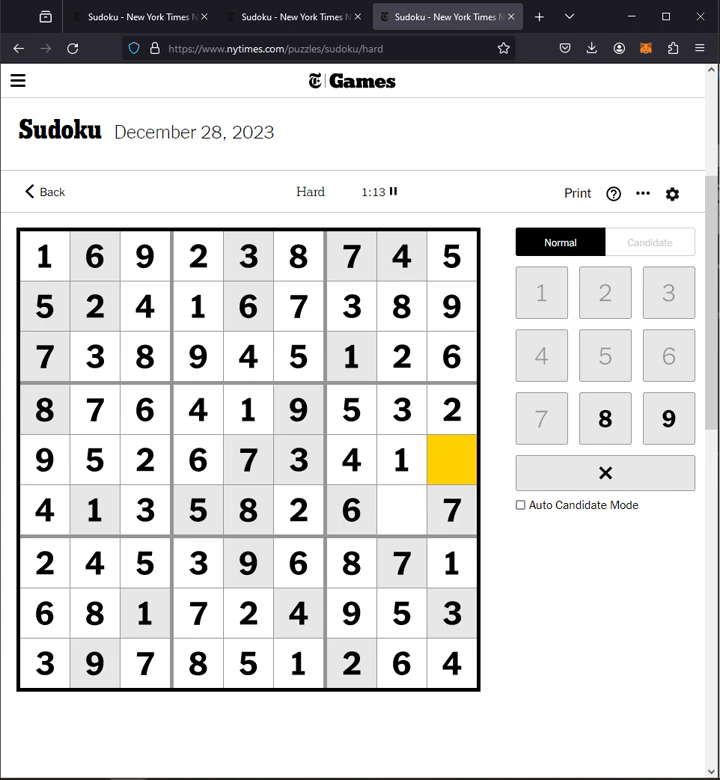 Sudoku - New York Times N
Sudoku - New York Times N
Sudoku - New York Times N
https://www.nytimes.com/puzzles/sudoku/hard
T Games
Sudoku December 28, 2023
Back Hard 1:13 Print
Normal Candidate
1 6 9 2 3 8 7 4 5
5 2 4 1 6 7 3 8 9
7 3 8 9 4 5 1 2 6
8 7 6 4 1 9 5 3 2
9 5 2 6 7 3 4 1
4 1 3 5 8 2 6 7
2 4 5 3 9 6 8 7 1
6 8 1 7 2 4 9 5 3
3 9 7 8 5 1 2 6 4
1 2 3
4 5 6
7 8 9
Auto Candidate Mode